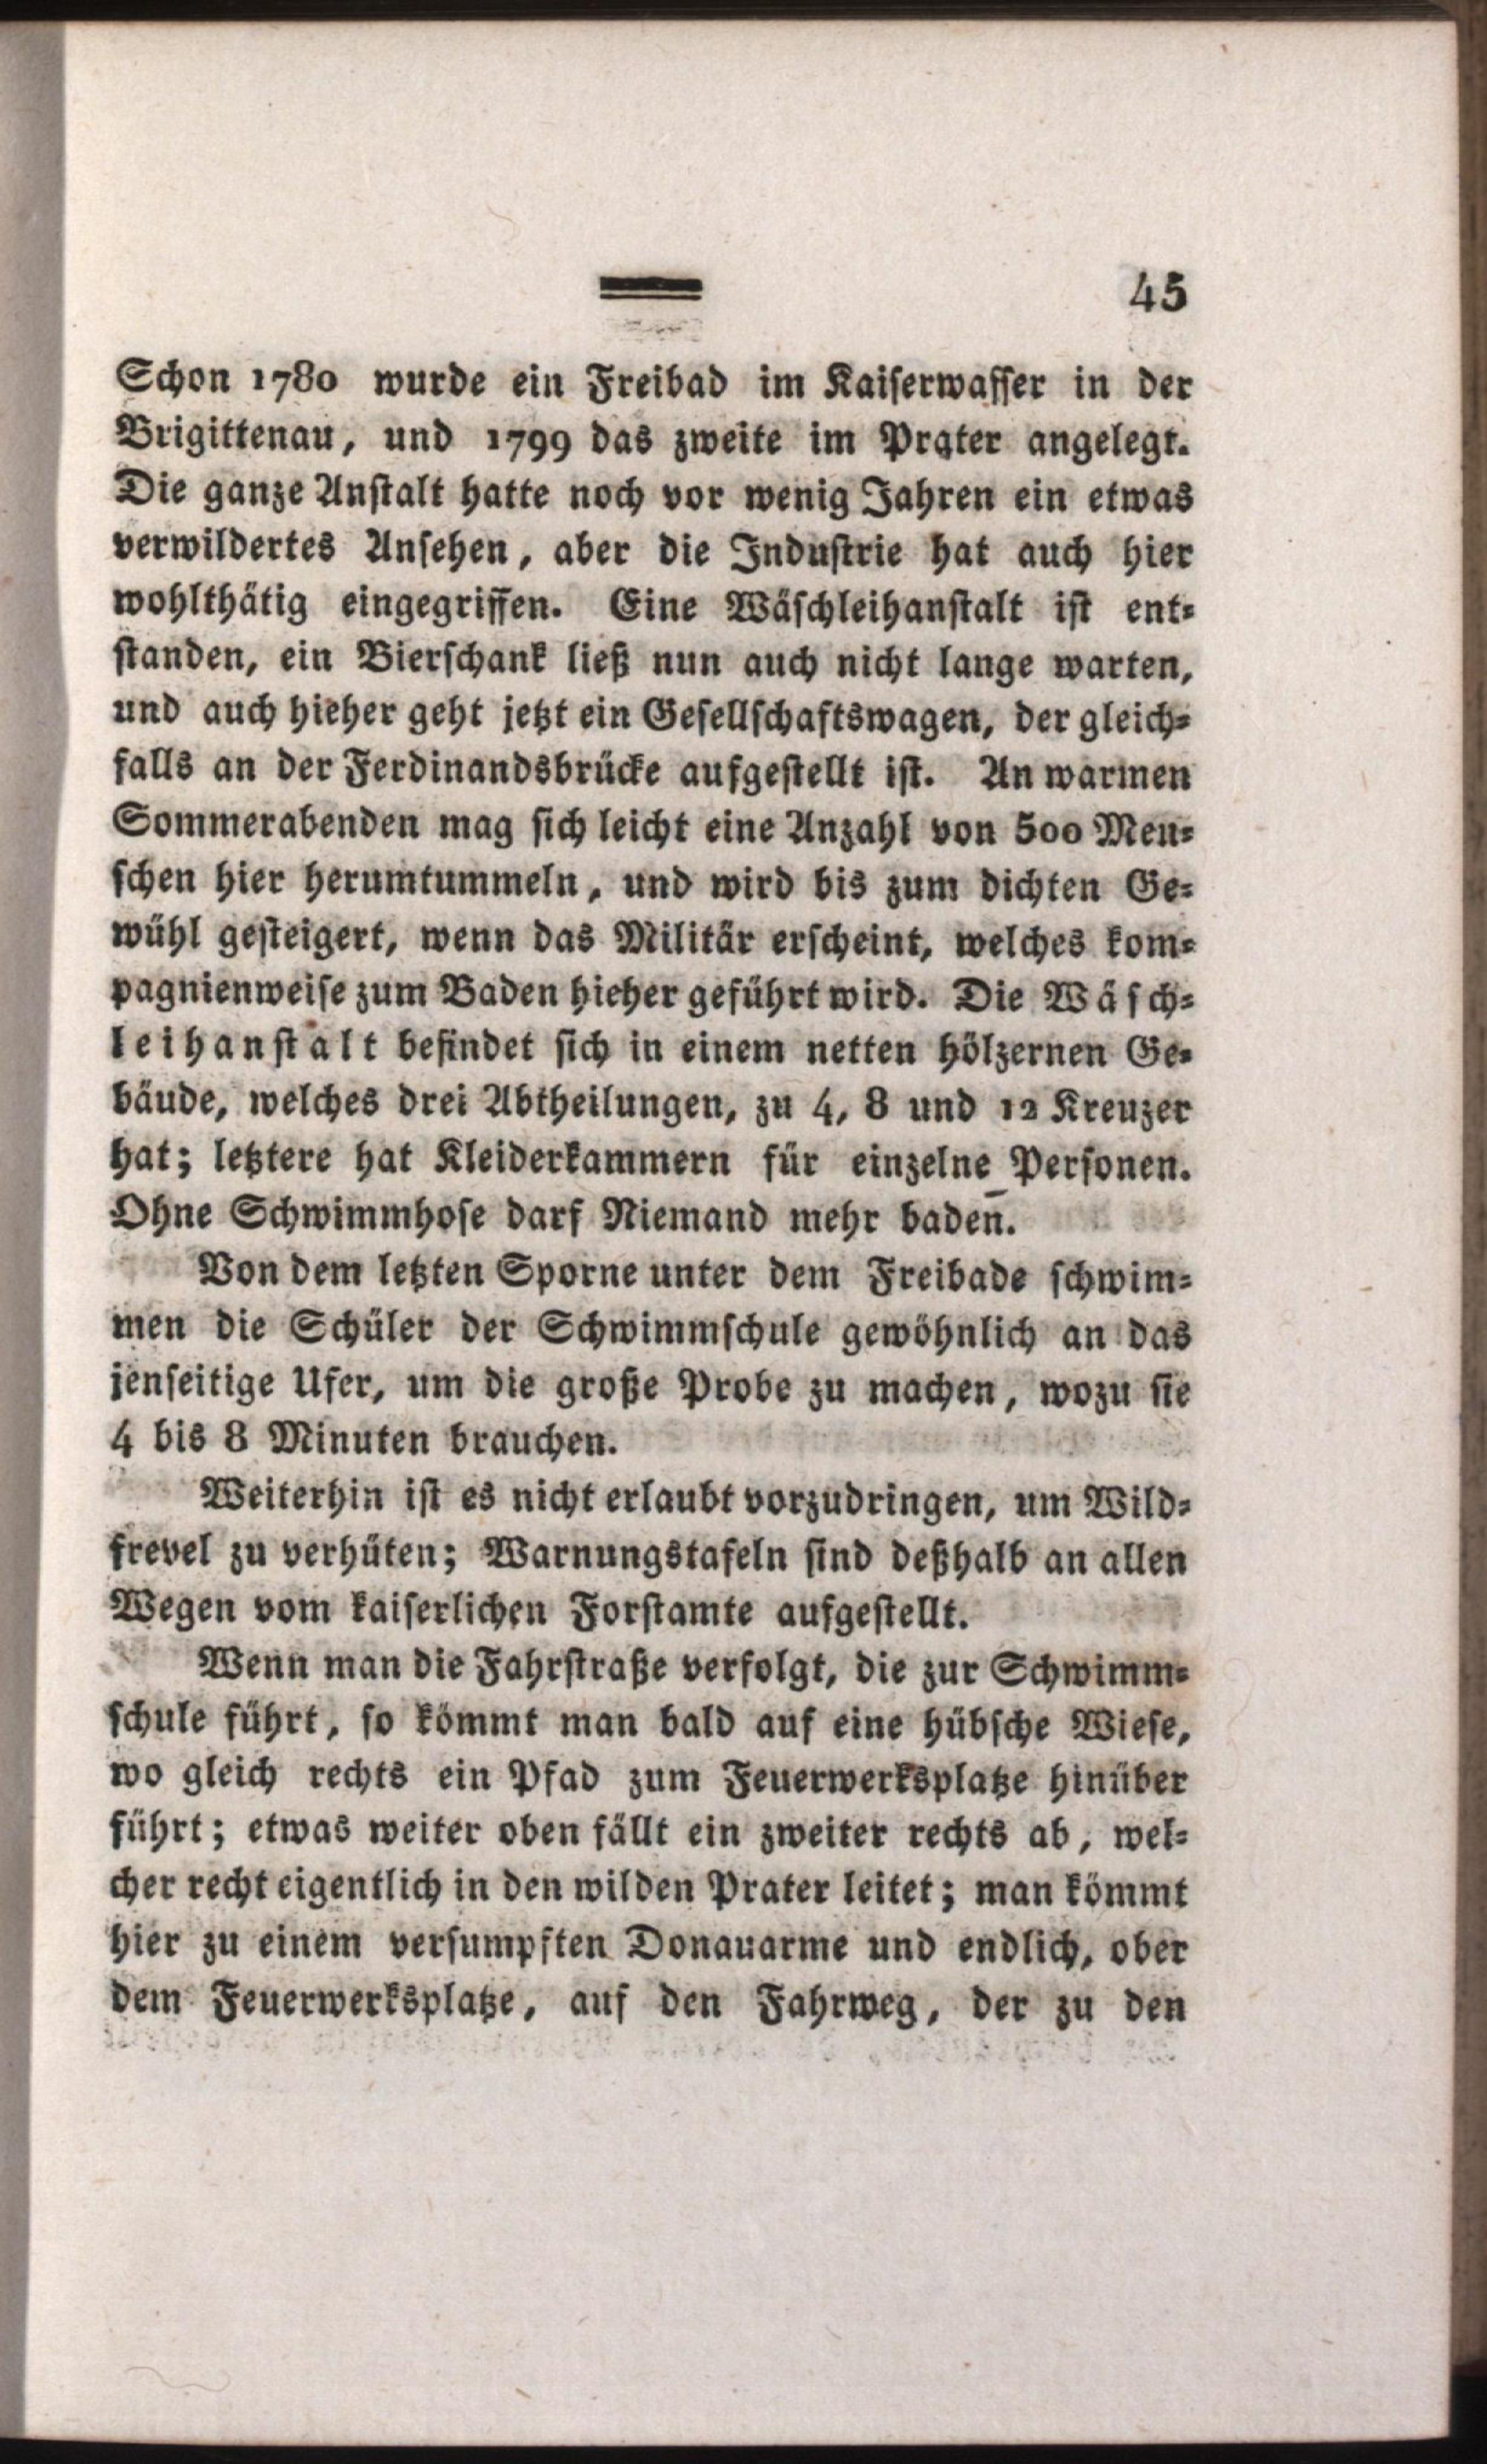 45
Schon 1780 wurde ein Freibad im Kaiserwasser in der
Brigittenau, und 1799 das zweite im Prater angelegt.
Die ganze Anstalt hatte noch vor wenig Jahren ein etwas
verwildertes Ansehen, aber die Industrie hat auch hier
wohlthätig eingegriffen. Eine Wäschleihanstalt ist ent-
standen, ein Bierschank ließ nun auch nicht lange warten,
und auch hieher geht jetzt ein Gesellschaftswagen, der gleich-
falls an der Ferdinandsbrücke aufgestellt ist. An warmen
Sommerabenden mag sich leicht eine Anzahl von 500 Men-
schen hier herumtummeln, und wird bis zum dichten Ge-
wühl gesteigert, wenn das Militär erscheint, welches kom-
pagnienweise zum Baden hieher geführt wird. Die Wäsch-
leihanstalt befindet sich in einem netten hölzernen Ge-
bäude, welches drei Abtheilungen, zu 4, 8 und 12 Kreuzer
hat; letztere hat Kleiderkammern für einzelne Personen.
Ohne Schwimmhose darf Niemand mehr baden.
Von dem letzten Sporne unter dem Freibade schwim-
men die Schüler der Schwimmschule gewöhnlich an das
jenseitige Ufer, um die große Probe zu machen, wozu sie
4 bis 8 Minuten brauchen.
Weiterhin ist es nicht erlaubt vorzudringen, um Wild-
frevel zu verhüten; Warnungstafeln sind deßhalb an allen
Wegen vom kaiserlichen Forstamte aufgestellt.
Wenn man die Fahrstraße verfolgt, die zur Schwimm-
schule führt, so kömmt man bald auf eine hübsche Wiese,
wo gleich rechts ein Pfad zum Feuerwerksplatze hinüber
führt; etwas weiter oben fällt ein zweiter rechts ab, wel-
cher recht eigentlich in den wilden Prater leitet; man kömmt
hier zu einem versumpften Donauarme und endlich, ober
dem Feuerwerksplatze, auf den Fahrweg, der zu den